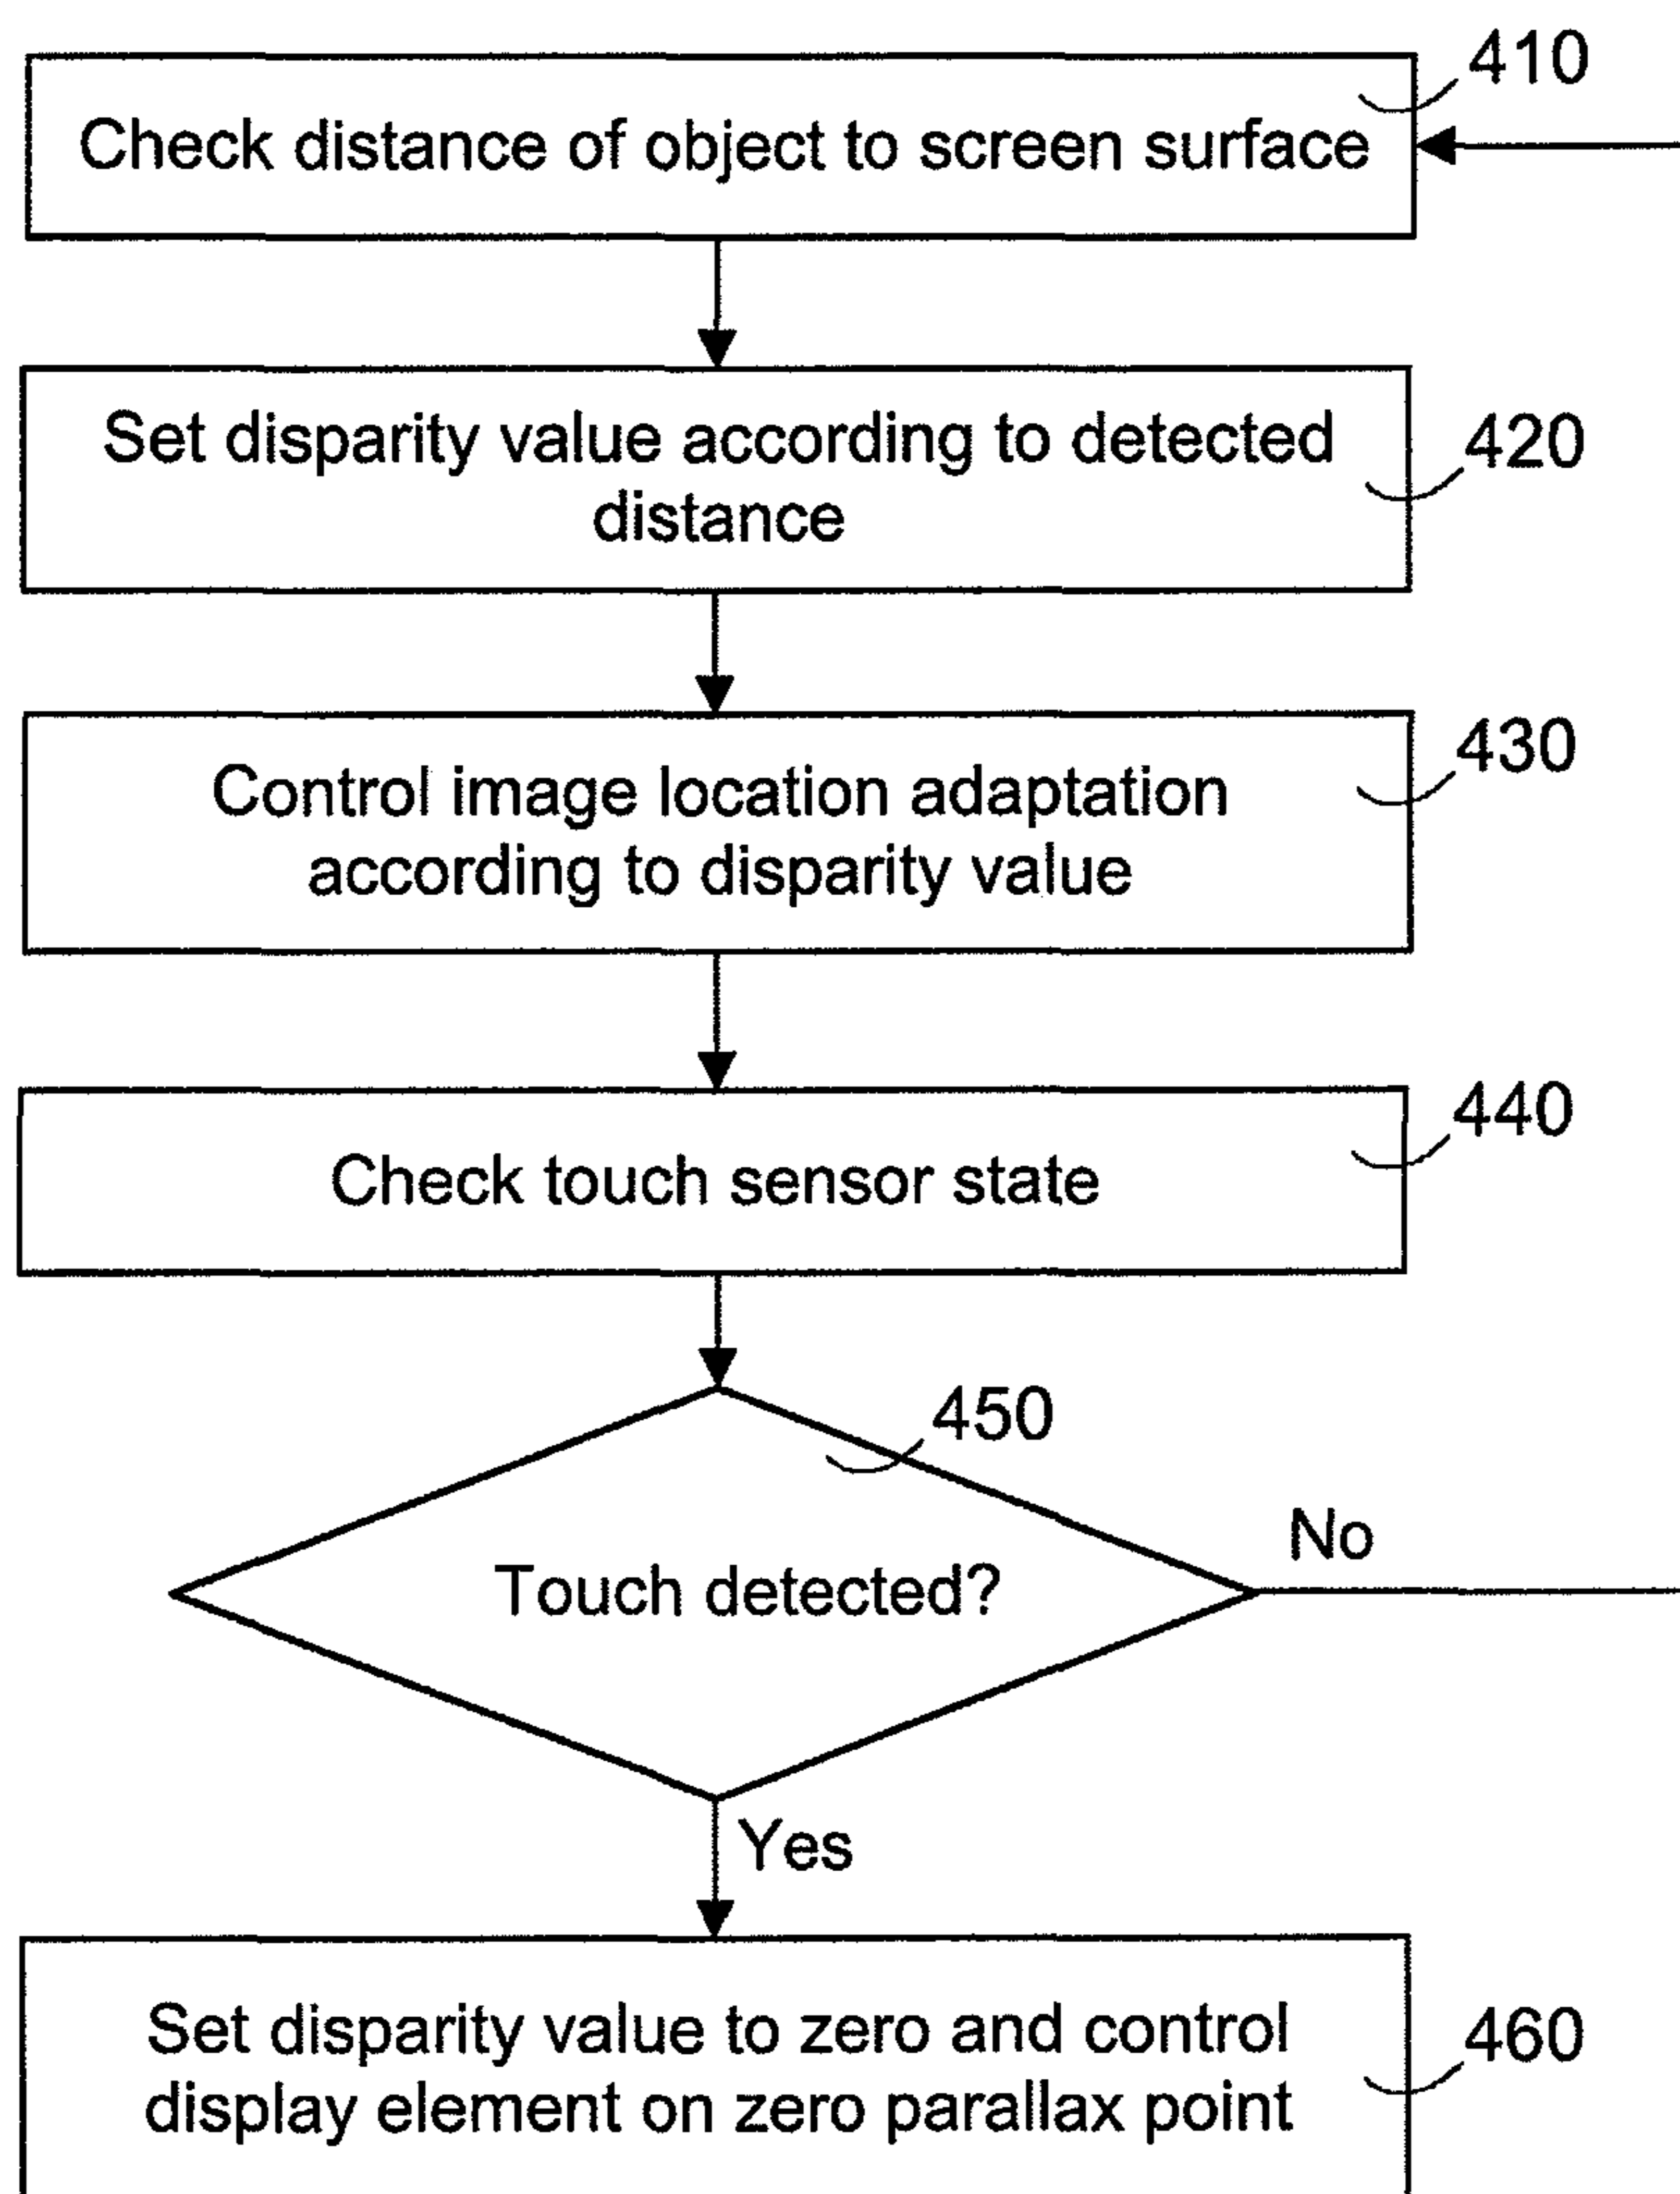 410
Check distance of object to screen surface
Set disparity value according to detected
distance
420
430
Control image location adaptation
according to disparity value
440
Check touch sensor state
450
Touch detected?
No
Yes
Set disparity value to zero and control
display element on zero parallax point
460